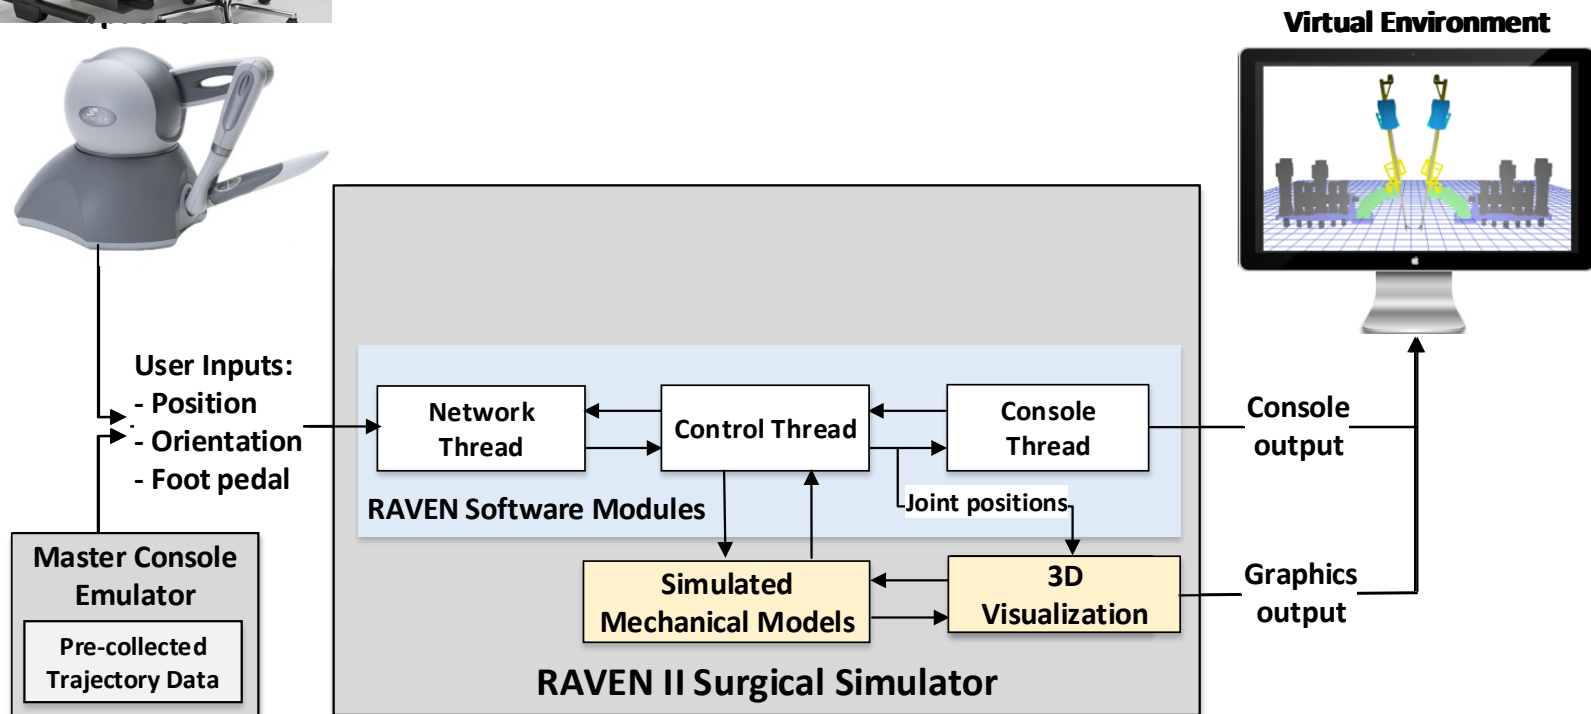 Virtual Environment
User Inputs:
- Position
- Orientation
- Foot pedal
Network
Thread
Control Thread
Console
Thread
Console
output
RAVEN Software Modules
Joint positions
Master Console
Emulator
Pre-collected
Trajectory Data
Simulated
Mechanical Models
3D
Visualization
Graphics
output
RAVEN II Surgical Simulator